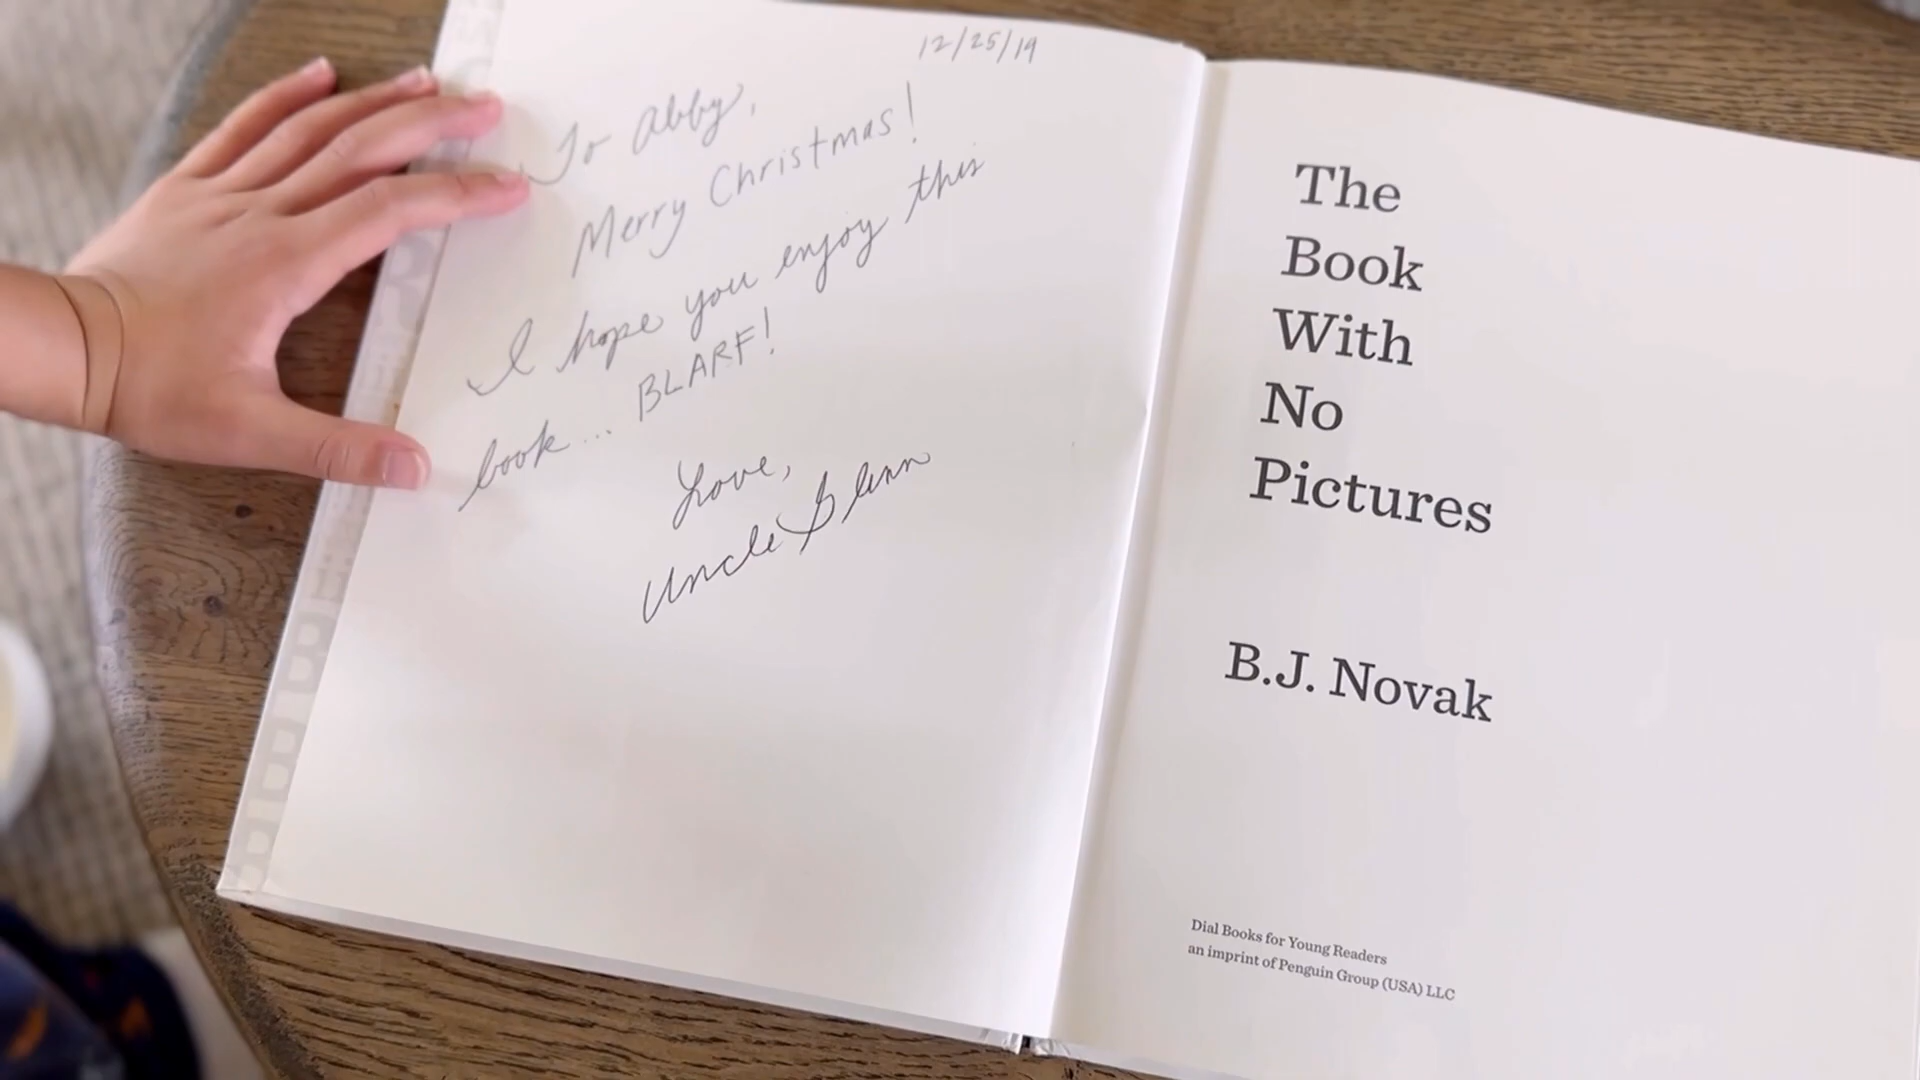 12/25/19
To Abby,
Merry Christmas!
I hope you enjoy this
book... BLARF!
Love,
Uncle Glenn
The
Book
With
No
Pictures
B.J. Novak
Dial Books for Young Readers
an imprint of Penguin Group (USA) LLC